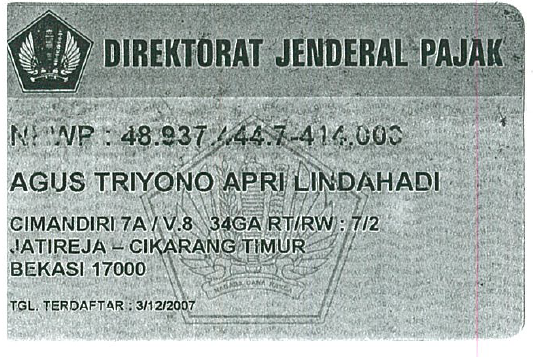 DIREKTORAT JENDERAL PAJAK
NPWP : 48.937.444.7-414.000
AGUS TRIYONO APRI LINDAHADI
CIMANDIRI 7A / V.8 34GA RT/RW : 7/2
JATIREJA – CIKARANG TIMUR
BEKASI 17000
TGL. TERDAFTAR : 3/12/2007